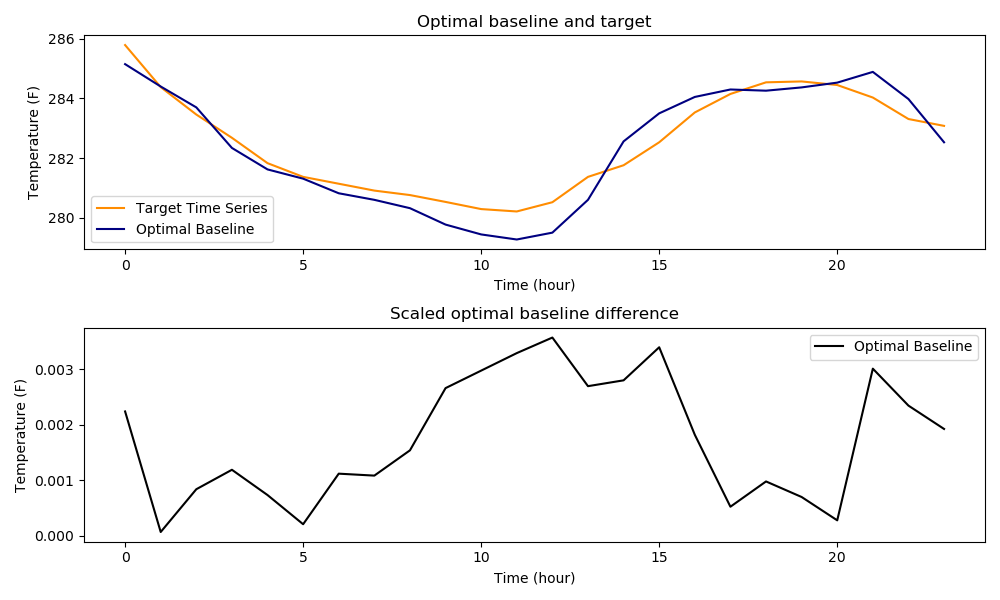 Optimal baseline and target
286
284
282
280
Temperature (F)
Target Time Series
Optimal Baseline
0 5 10 15 20
Time (hour)
Scaled optimal baseline difference
0.003
0.002
0.001
0.000
Temperature (F)
Optimal Baseline
0 5 10 15 20
Time (hour)